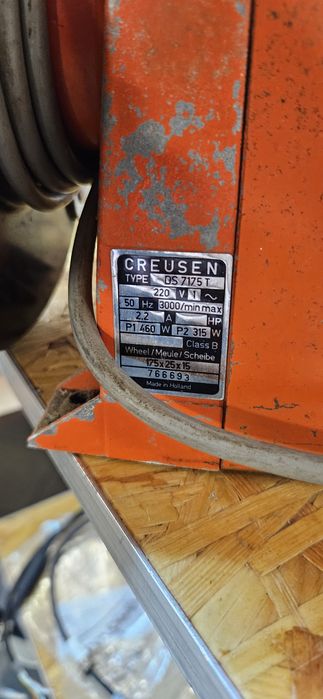 CREUSEN
TYPE DS 7175 T
220 V 1 ~
50 Hz 3000/min max
2.2 A HP
P1 460 W P2 315 W
Class B
Wheel/Meule/Scheibe
175x25x16
766693
Made in Holland